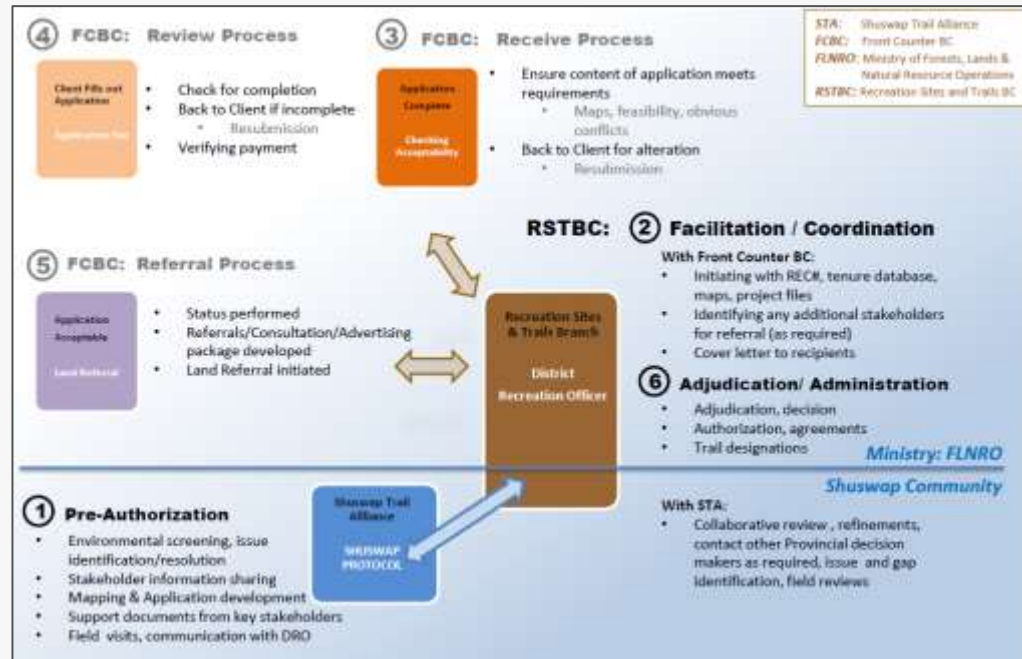 ④ FCBC: Review Process
Client Fills out
Application
Application Fee
• Check for completion
• Back to Client if incomplete
• Resubmission
• Verifying payment
③ FCBC: Receive Process
Application
Complete
Checking
Acceptability
• Ensure content of application meets
requirements
• Maps, feasibility, obvious
conflicts
• Back to Client for alteration
• Resubmission
STA: Shuswap Trail Alliance
FCBC: Front Counter BC
FLNRO: Ministry of Forests, Lands &
Natural Resource Operations
RSTBC: Recreation Sites and Trails BC
⑤ FCBC: Referral Process
Application
Acceptable
Land Referral
• Status performed
• Referrals/Consultation/Advertising
package developed
• Land Referral initiated
Recreation Sites
& Trails Branch
District
Recreation Officer
RSTBC: ② Facilitation / Coordination
With Front Counter BC:
• Initiating with REC#, tenure database,
maps, project files
• Identifying any additional stakeholders
for referral (as required)
• Cover letter to recipients
⑥ Adjudication/ Administration
• Adjudication, decision
• Authorization, agreements
• Trail designations
Ministry: FLNRO
Shuswap Community
① Pre-Authorization
• Environmental screening, issue
identification/resolution
• Stakeholder information sharing
• Mapping & Application development
• Support documents from key stakeholders
• Field visits, communication with DRO
Shuswap Trail
Alliance
SHUSWAP
PROTOCOL
With STA:
• Collaborative review , refinements,
contact other Provincial decision
makers as required, issue and gap
identification, field reviews